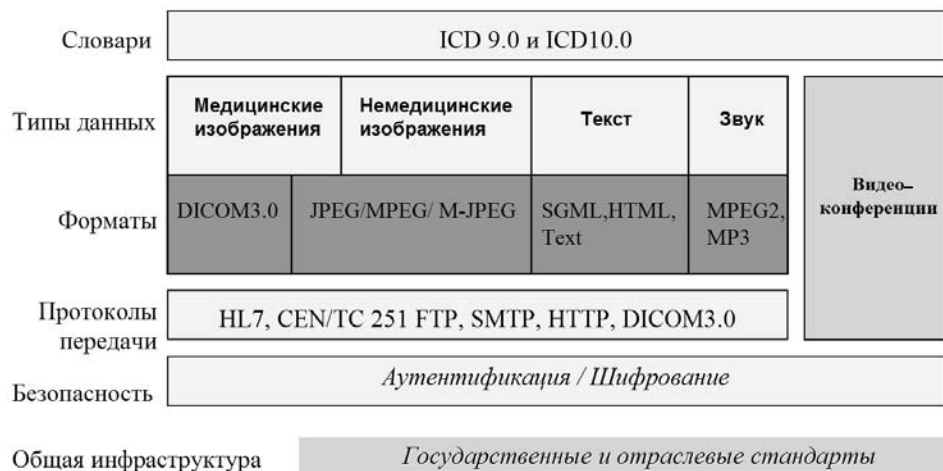 Словари
ICD 9.0 и ICD10.0
Типы данных
Медицинские
изображения
Немедицинские
изображения
Текст
Звук
Видео–
конференции
Форматы
DICOM3.0
JPEG/MPEG/ M-JPEG
SGML,HTML,
Text
MPEG2,
MP3
Протоколы
передачи
HL7, CEN/TC 251 FTP, SMTP, HTTP, DICOM3.0
Безопасность
Аутентификация / Шифрование
Общая инфраструктура
Государственные и отраслевые стандарты